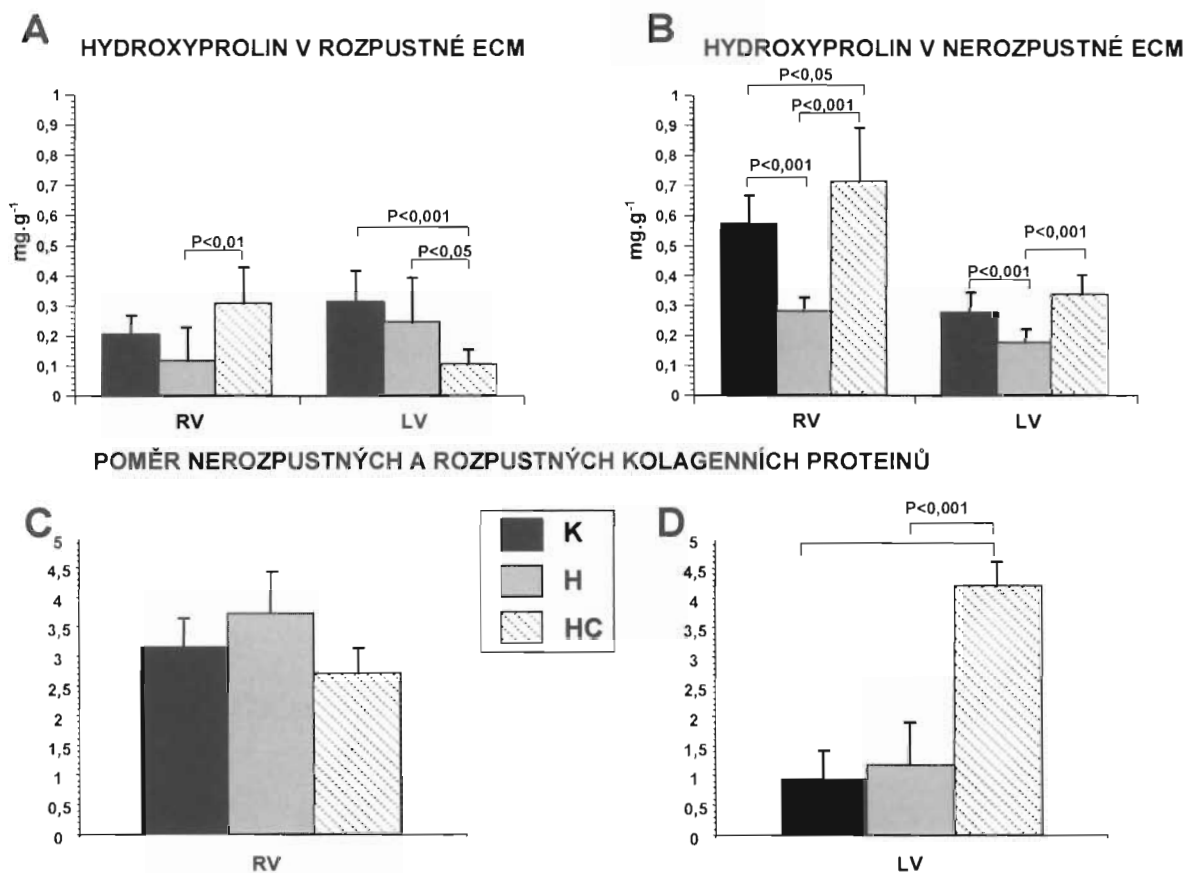 A
HYDROXYPROLIN V ROZPUSTNÉ ECM
mg.g-1
1
0,9
0,8
0,7
0,6
0,5
0,4
0,3
0,2
0,1
0
P<0,01
P<0,001
P<0,05
RV
LV
B
HYDROXYPROLIN V NEROZPUSTNÉ ECM
mg.g-1
1
0,9
0,8
0,7
0,6
0,5
0,4
0,3
0,2
0,1
0
P<0,05
P<0,001
P<0,001
P<0,001
P<0,001
RV
LV
POMĚR NEROZPUSTNÝCH A ROZPUSTNÝCH KOLAGENNÍCH PROTEINŮ
C
5
4,5
4
3,5
3
2,5
2
1,5
1
0,5
0
RV
K
H
HC
D
P<0,001
5
4,5
4
3,5
3
2,5
2
1,5
1
0,5
0
LV